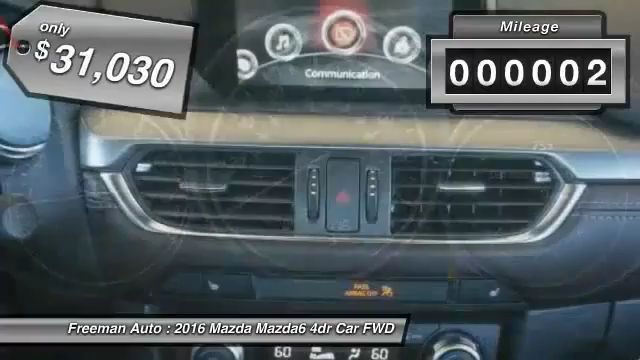 only
$31,030
Mileage
000002
Communication
PASS
AIRBAG OFF
Freeman Auto : 2016 Mazda Mazda6 4dr Car FWD
60 60